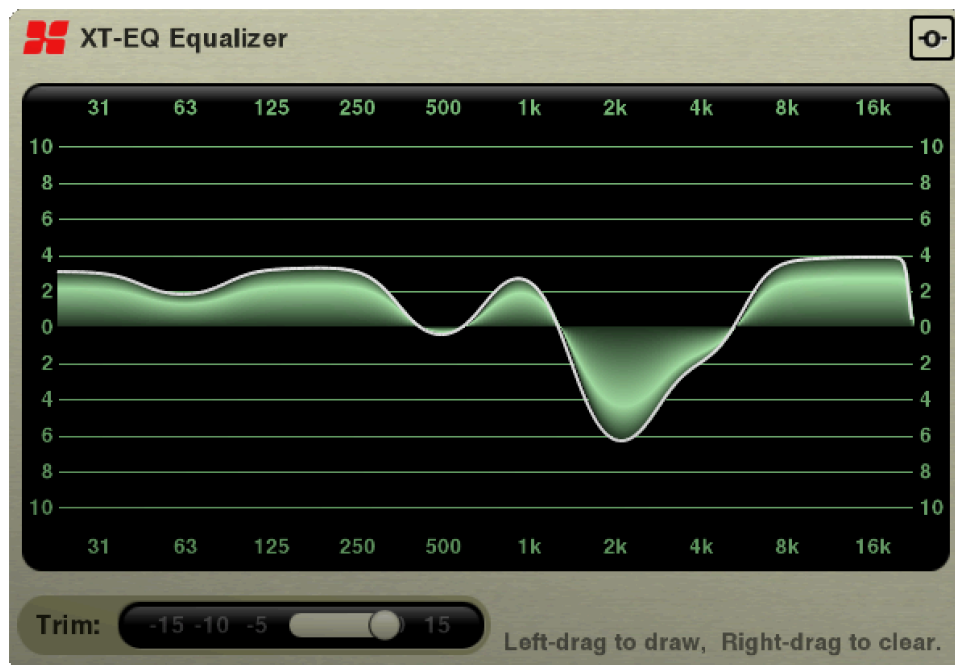 XT-EQ Equalizer
-O-
31 63 125 250 500 1k 2k 4k 8k 16k
10 10
8 8
6 6
4 4
2 2
0 0
2 2
4 4
6 6
8 8
10 10
31 63 125 250 500 1k 2k 4k 8k 16k
Trim: -15 -10 -5 15
Left-drag to draw, Right-drag to clear.